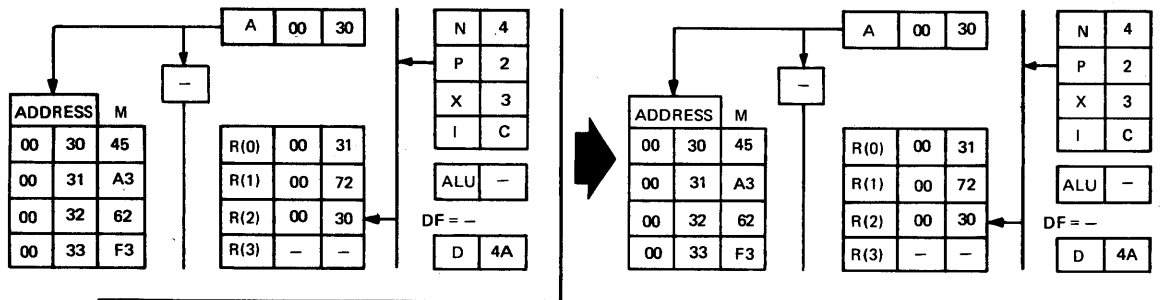 A 00 30
N 4
P 2
X 3
I C
–
ADDRESS M
00 30 45
00 31 A3
00 32 62
00 33 F3
R(0) 00 31
R(1) 00 72
R(2) 00 30
R(3) – –
ALU –
DF = –
D 4A
A 00 30
N 4
P 2
X 3
I C
–
ADDRESS M
00 30 45
00 31 A3
00 32 62
00 33 F3
R(0) 00 31
R(1) 00 72
R(2) 00 30
R(3) – –
ALU –
DF = –
D 4A